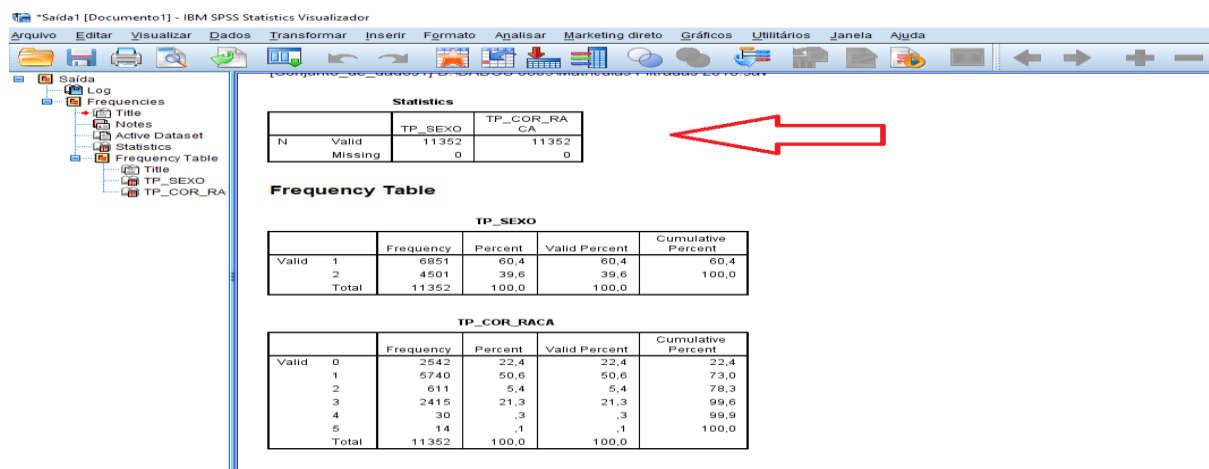 *Saída1 [Documento1] - IBM SPSS Statistics Visualizador
Arquivo Editar Visualizar Dados Transformar Inserir Formato Analisar Marketing direto Gráficos Utilitários Janela Ajuda
Saída
Log
Frequencies
Title
Notes
Active Dataset
Statistics
Frequency Table
Title
TP_SEXO
TP_COR_RA
Statistics
TP_SEXO TP_COR_RA
CA
N Valid 11352 11352
Missing 0 0
Frequency Table
TP_SEXO
Frequency Percent Valid Percent Cumulative
Percent
Valid 1 6851 60,4 60,4 60,4
2 4501 39,6 39,6 100,0
Total 11352 100,0 100,0
TP_COR_RACA
Frequency Percent Valid Percent Cumulative
Percent
Valid 0 2542 22,4 22,4 22,4
1 5740 50,6 50,6 73,0
2 611 5,4 5,4 78,3
3 2415 21,3 21,3 99,6
4 30 ,3 ,3 99,9
5 14 ,1 ,1 100,0
Total 11352 100,0 100,0